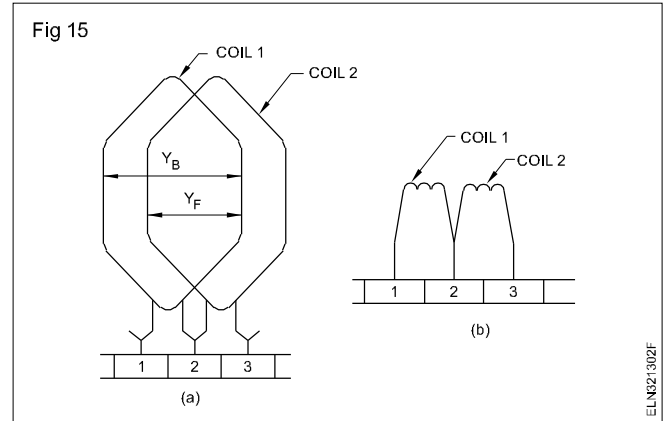 Fig 15
COIL 1
COIL 2
Y_B
Y_F
1 2 3
(a)
COIL 1
COIL 2
1 2 3
(b)
ELN321302F